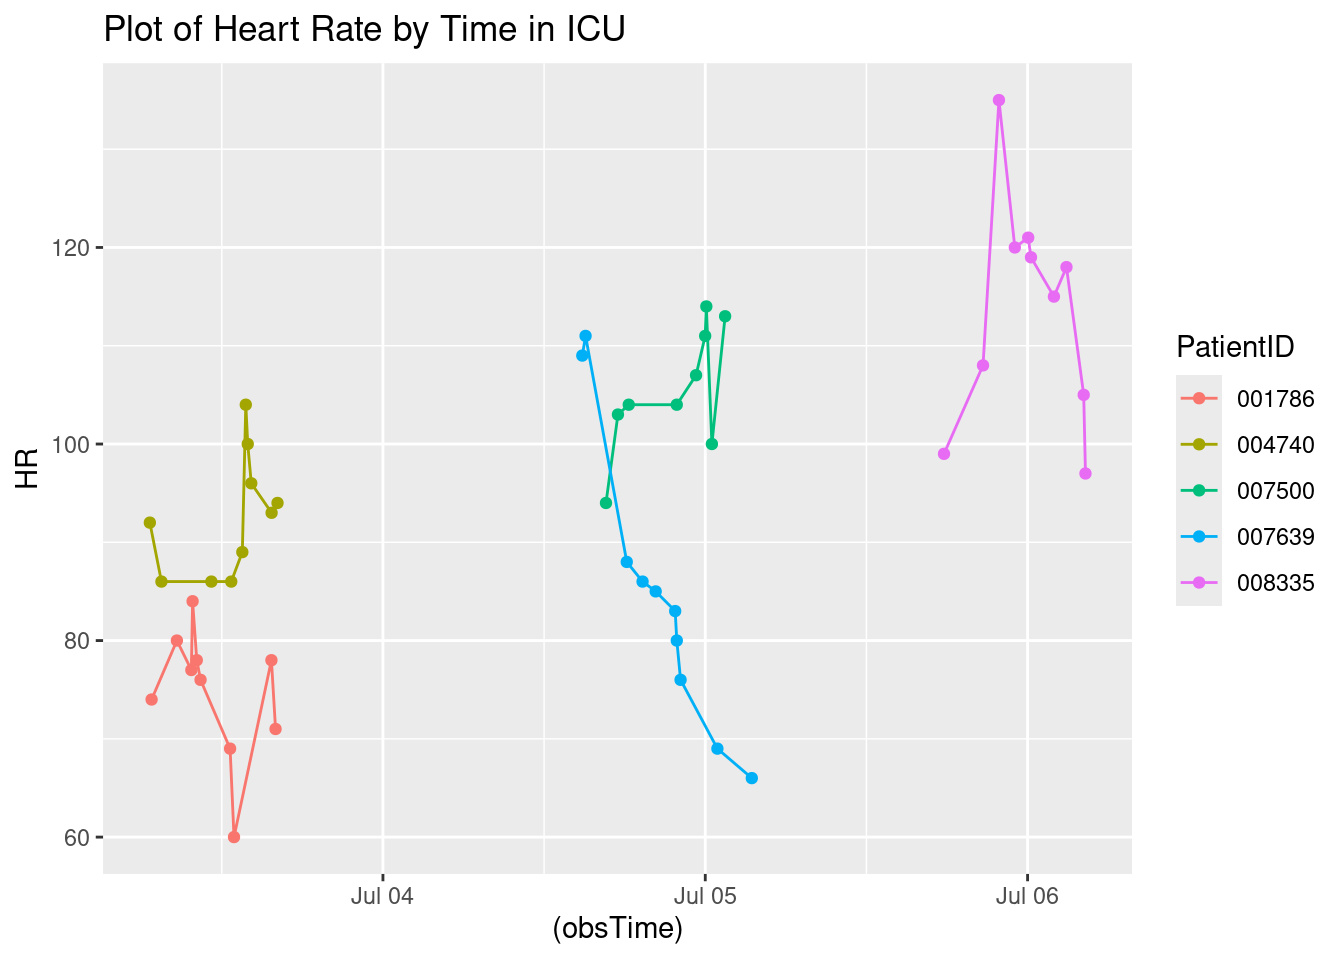 Plot of Heart Rate by Time in ICU
HR
120
100
80
60
Jul 04
Jul 05
Jul 06
(obsTime)
PatientID
001786
004740
007500
007639
008335